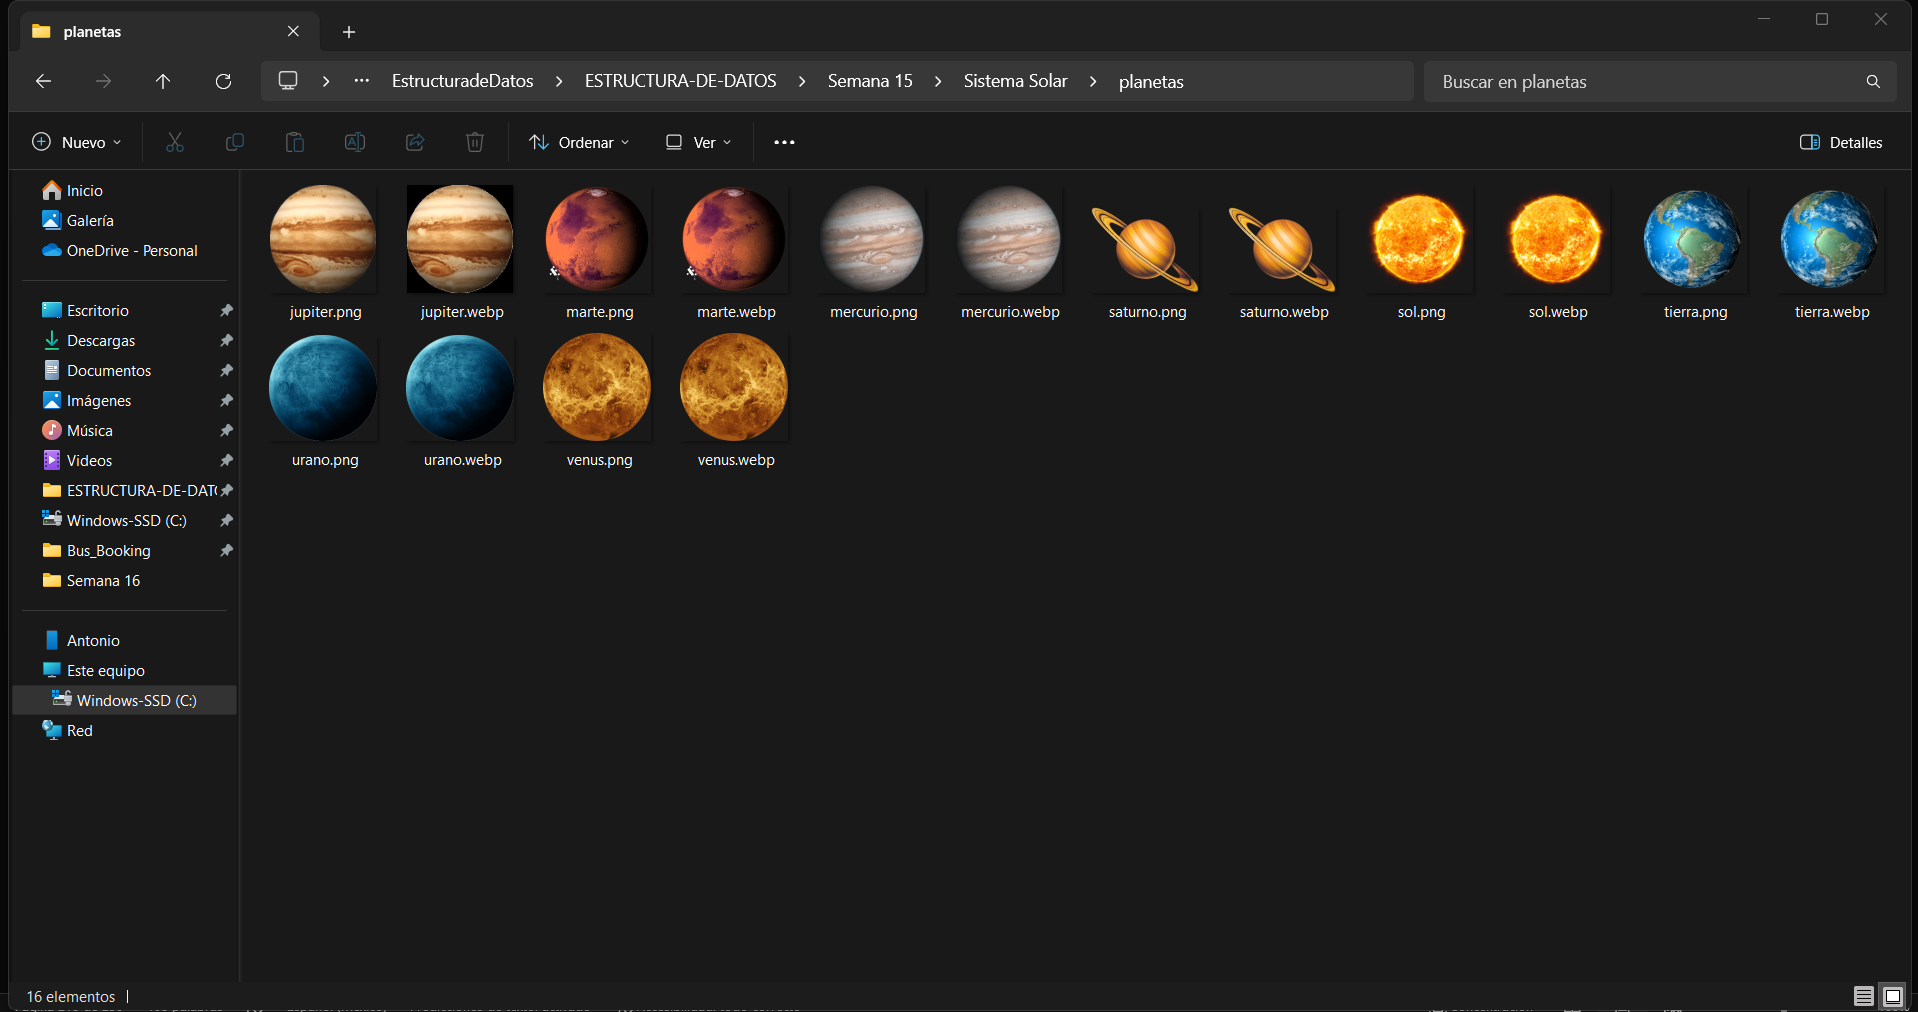 planetas
EstructuradeDatos > ESTRUCTURA-DE-DATOS > Semana 15 > Sistema Solar > planetas
Buscar en planetas
Nuevo
Ordenar
Ver
Detalles
Inicio
Galería
OneDrive - Personal
Escritorio
Descargas
Documentos
Imágenes
Música
Videos
ESTRUCTURA-DE-DAT
Windows-SSD (C:)
Bus_Booking
Semana 16
Antonio
Este equipo
Windows-SSD (C:)
Red
jupiter.png jupiter.webp marte.png marte.webp mercurio.png mercurio.webp saturno.png saturno.webp sol.png sol.webp tierra.png tierra.webp
urano.png urano.webp venus.png venus.webp
16 elementos